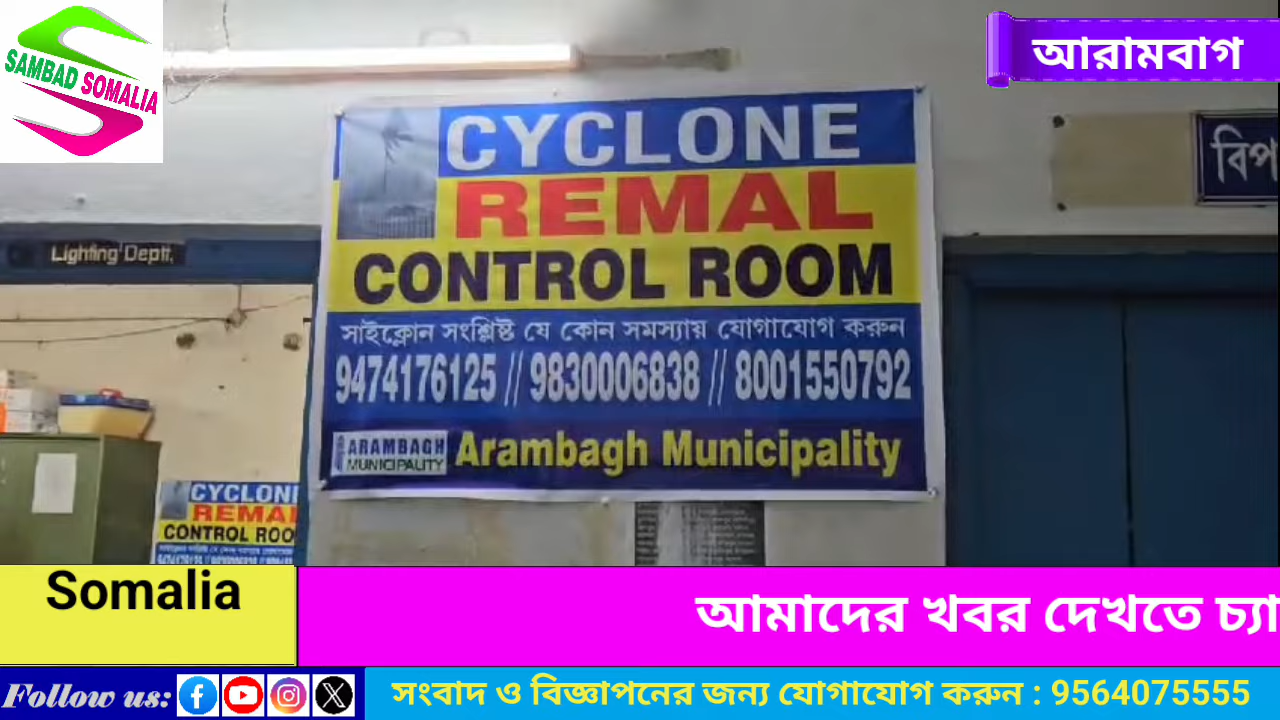 SAMBAD SOMALIA
আরামবাগ
CYCLONE
REMAL
CONTROL ROOM
সাইক্লোন সংশ্লিষ্ট যে কোন সমস্যায় যোগাযোগ করুন
9474176125 // 9830006838 // 8001550792
ARAMBAGH
MUNICIPALITY
Arambagh Municipality
বিপ
Lighting Deptt.
CYCLONE
REMAL
CONTROL ROO
Somalia
আমাদের খবর দেখতে চ্যা
Follow us:
সংবাদ ও বিজ্ঞাপনের জন্য যোগাযোগ করুন : 9564075555